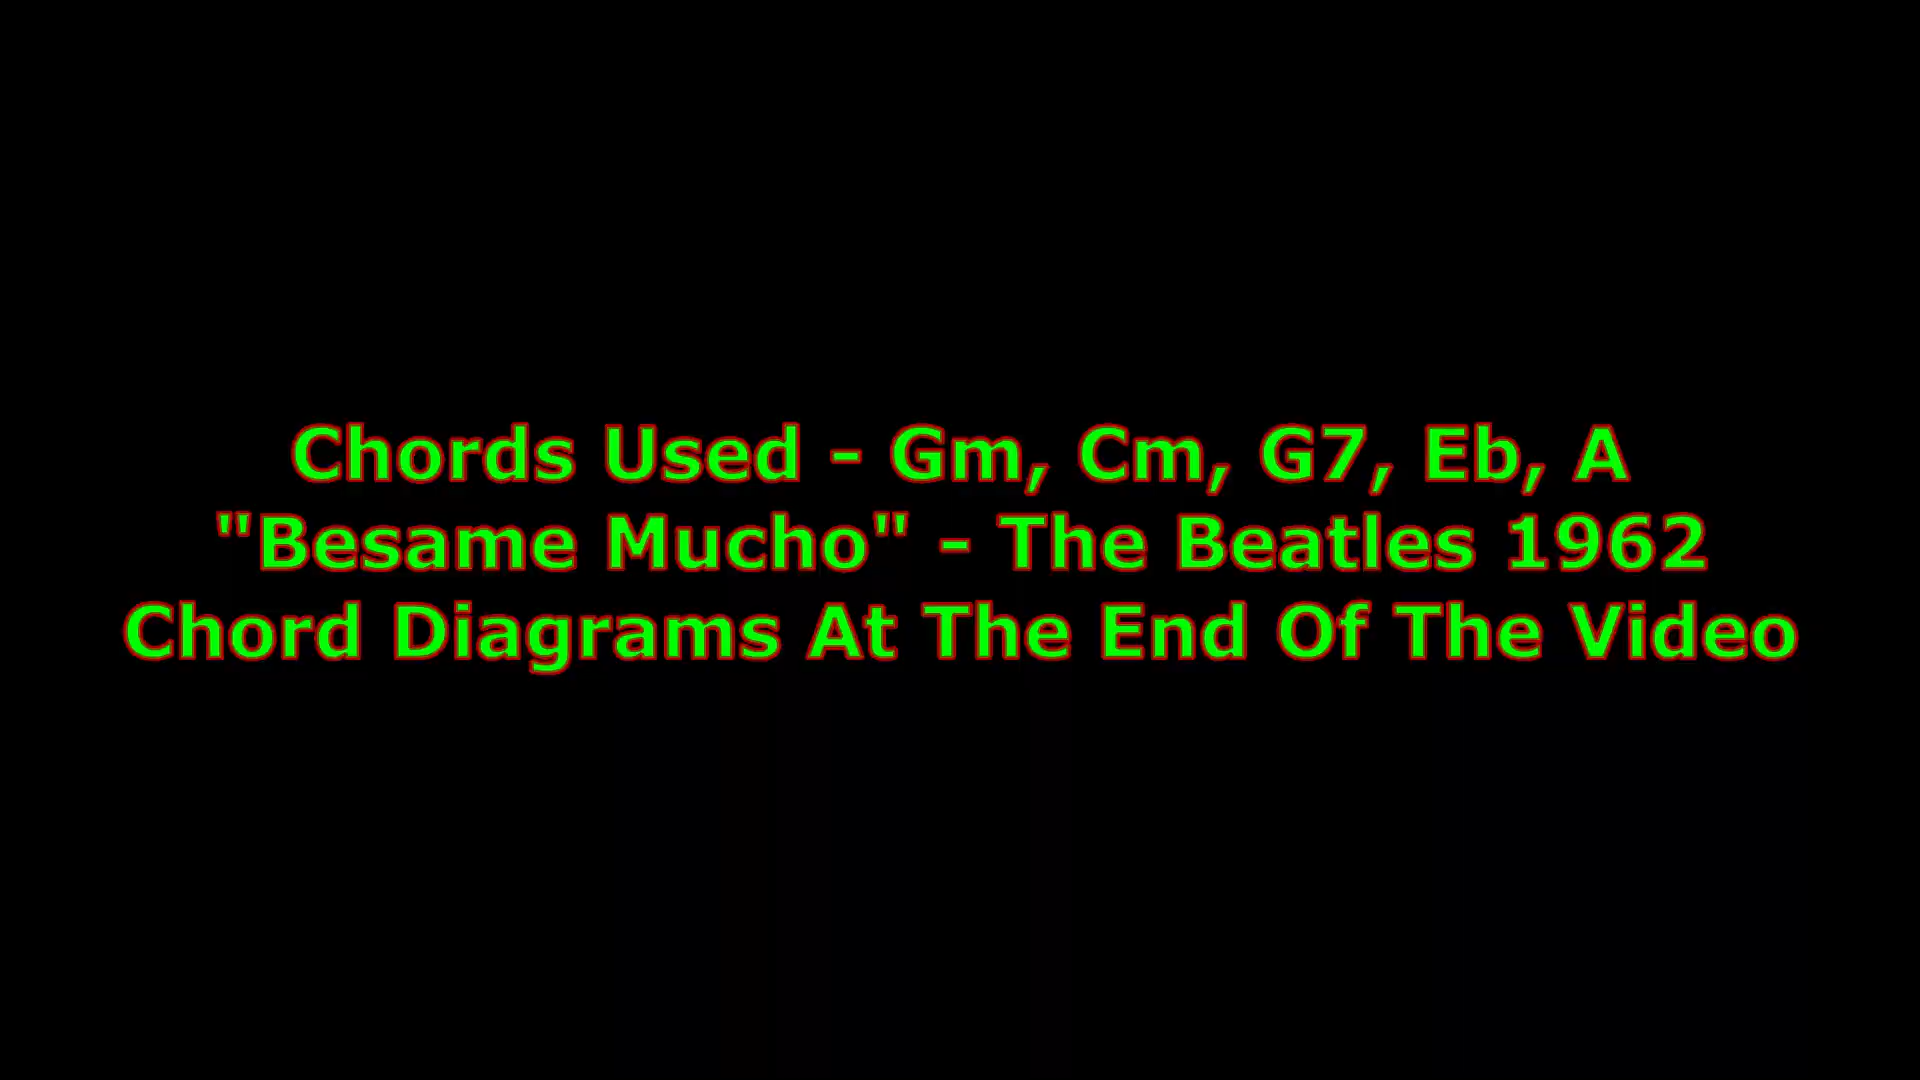 Chords Used - Gm, Cm, G7, Eb, A
"Besame Mucho" - The Beatles 1962
Chord Diagrams At The End Of The Video